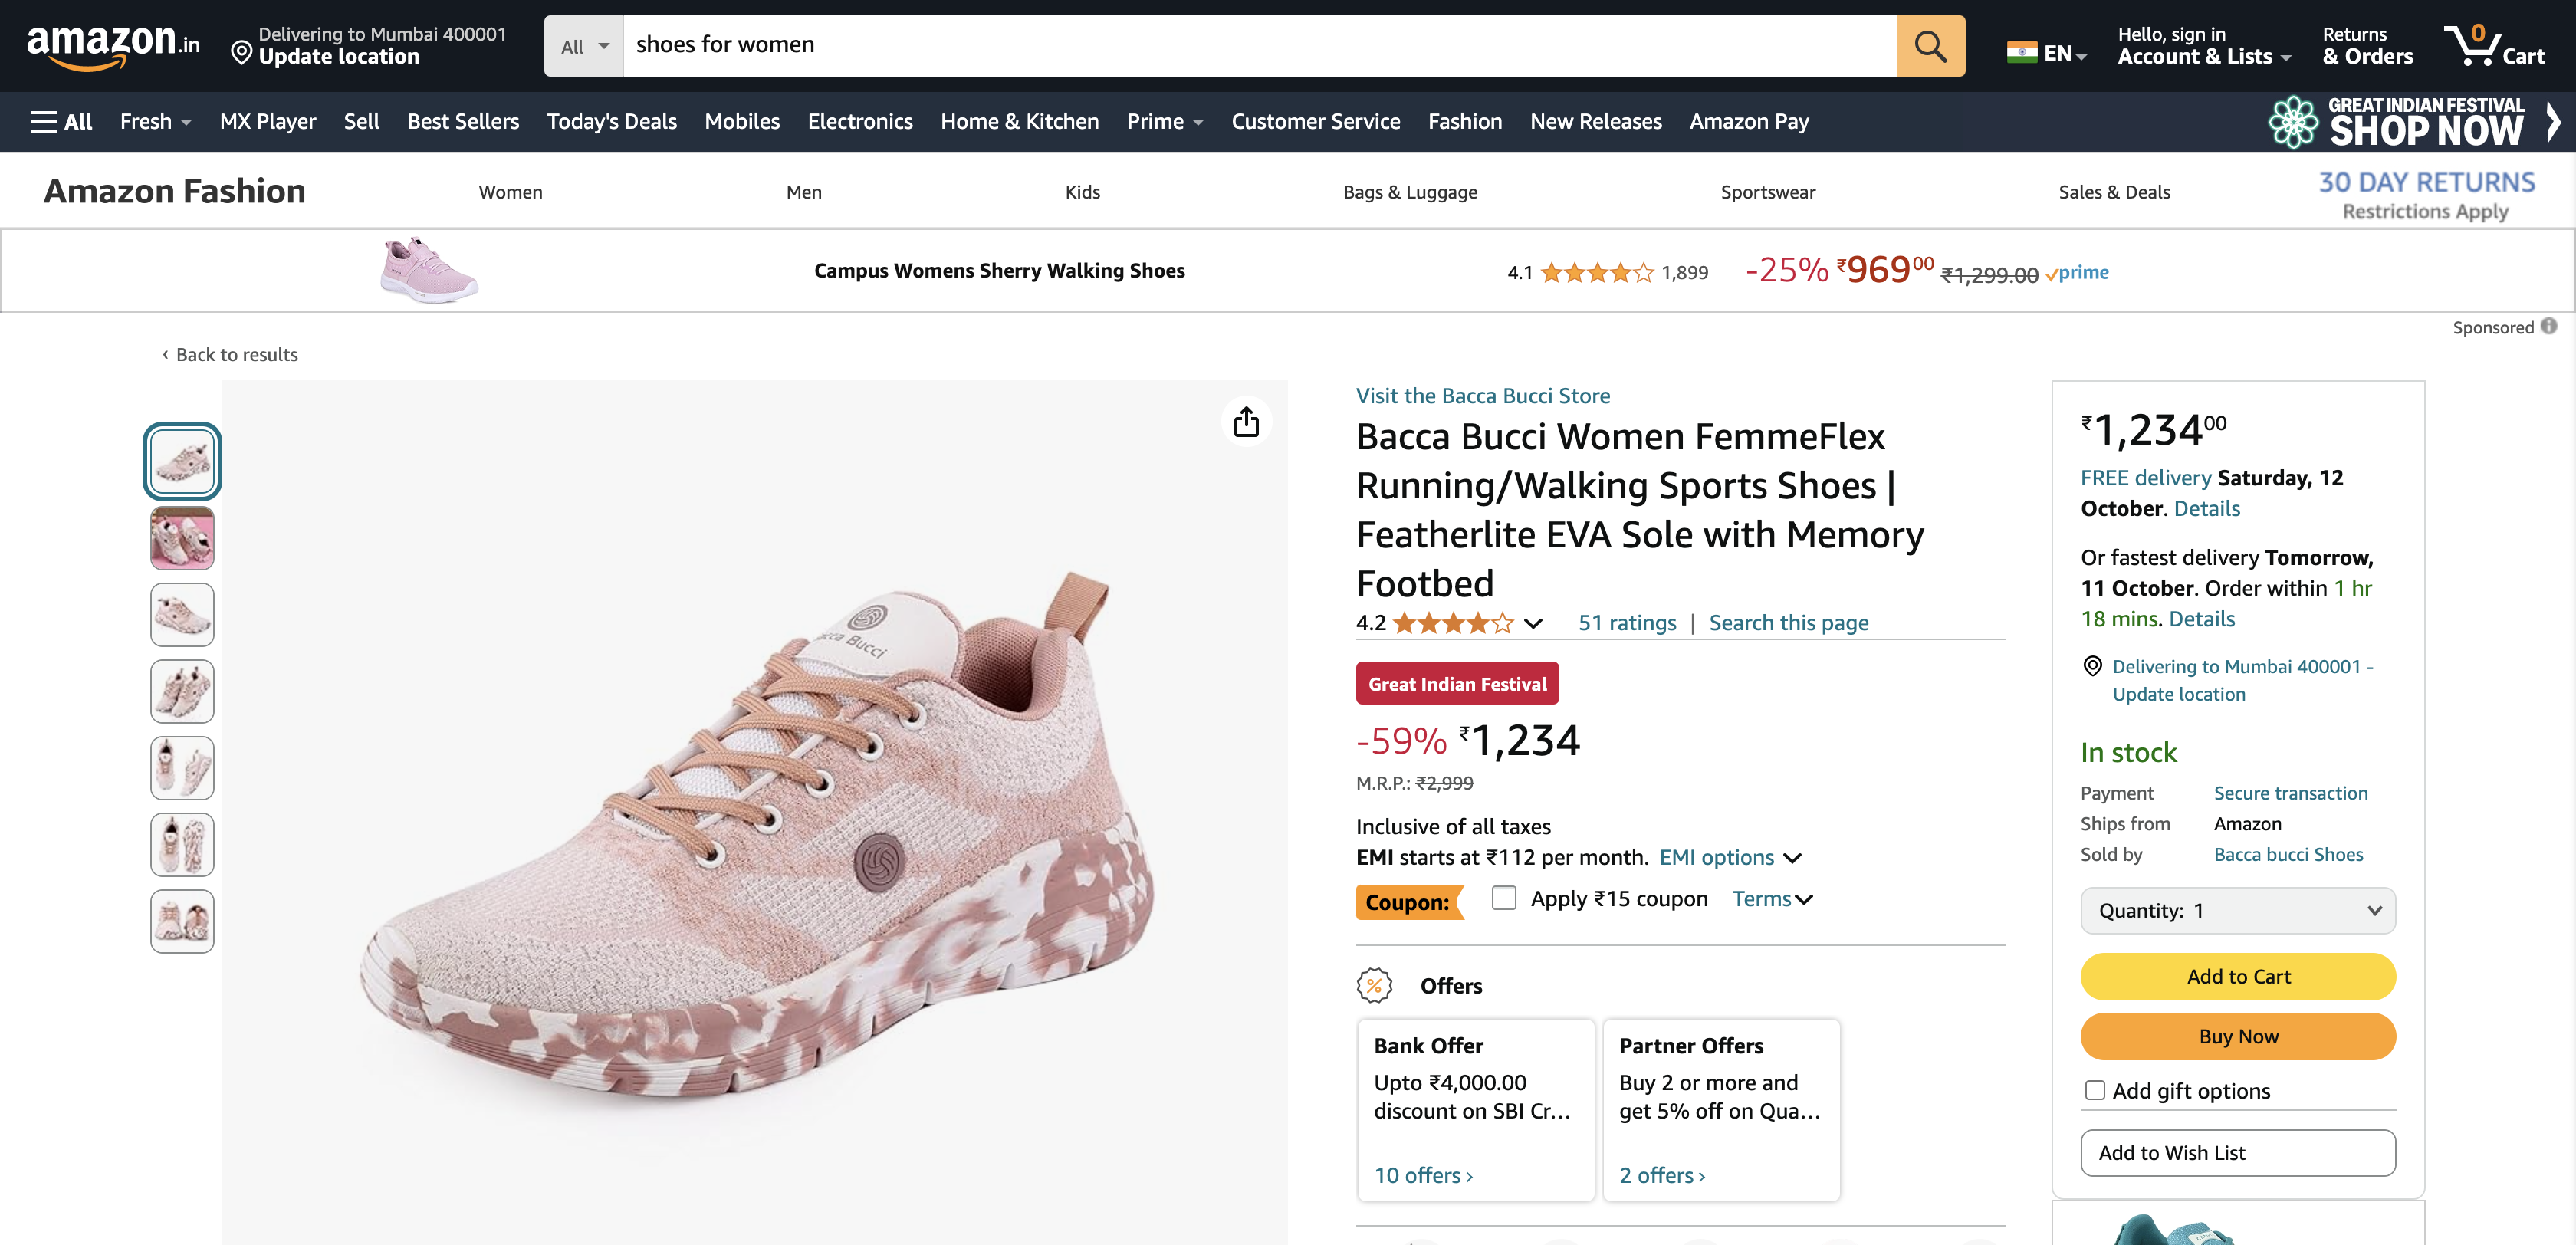 amazon.in
Delivering to Mumbai 400001
Update location
All
shoes for women
EN
Hello, sign in
Account & Lists
Returns
& Orders
0
Cart
All
Fresh
MX Player
Sell
Best Sellers
Today's Deals
Mobiles
Electronics
Home & Kitchen
Prime
Customer Service
Fashion
New Releases
Amazon Pay
GREAT INDIAN FESTIVAL
SHOP NOW
Amazon Fashion
Women
Men
Kids
Bags & Luggage
Sportswear
Sales & Deals
30 DAY RETURNS
Restrictions Apply
Campus Womens Sherry Walking Shoes
4.1
1,899
-25% ₹96900 ₹1,299.00 prime
Sponsored
‹ Back to results
Bacca Bucci
Visit the Bacca Bucci Store
Bacca Bucci Women FemmeFlex
Running/Walking Sports Shoes |
Featherlite EVA Sole with Memory
Footbed
4.2
51 ratings | Search this page
Great Indian Festival
-59% ₹1,234
M.R.P.: ₹2,999
Inclusive of all taxes
EMI starts at ₹112 per month. EMI options
Coupon: Apply ₹15 coupon Terms
% Offers
Bank Offer
Upto ₹4,000.00
discount on SBI Cr…
10 offers ›
Partner Offers
Buy 2 or more and
get 5% off on Qua…
2 offers ›
₹1,23400
FREE delivery Saturday, 12
October. Details
Or fastest delivery Tomorrow,
11 October. Order within 1 hr
18 mins. Details
Delivering to Mumbai 400001 -
Update location
In stock
Payment Secure transaction
Ships from Amazon
Sold by Bacca bucci Shoes
Quantity: 1
Add to Cart
Buy Now
Add gift options
Add to Wish List